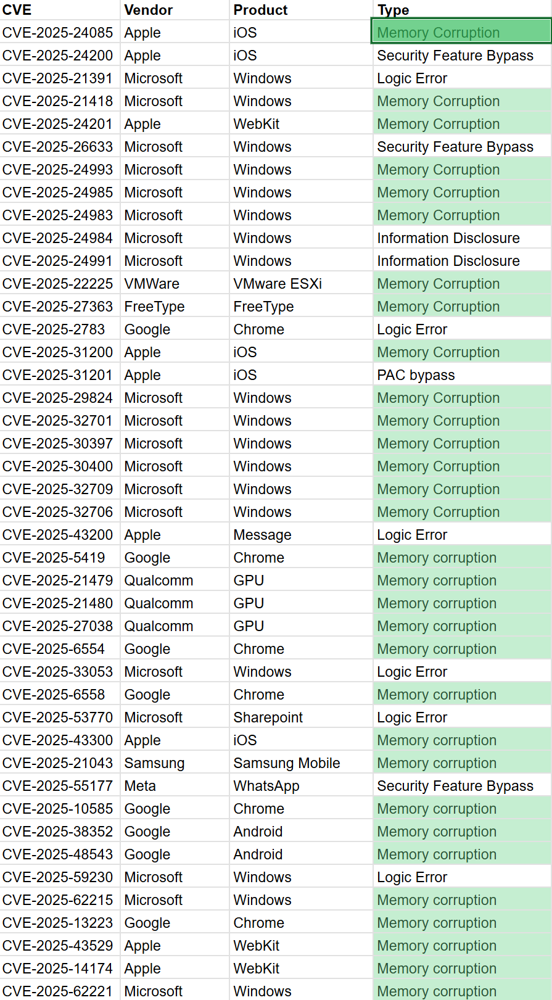 CVE Vendor Product Type
CVE-2025-24085 Apple iOS Memory Corruption
CVE-2025-24200 Apple iOS Security Feature Bypass
CVE-2025-21391 Microsoft Windows Logic Error
CVE-2025-21418 Microsoft Windows Memory Corruption
CVE-2025-24201 Apple WebKit Memory Corruption
CVE-2025-26633 Microsoft Windows Security Feature Bypass
CVE-2025-24993 Microsoft Windows Memory Corruption
CVE-2025-24985 Microsoft Windows Memory Corruption
CVE-2025-24983 Microsoft Windows Memory Corruption
CVE-2025-24984 Microsoft Windows Information Disclosure
CVE-2025-24991 Microsoft Windows Information Disclosure
CVE-2025-22225 VMWare VMware ESXi Memory Corruption
CVE-2025-27363 FreeType FreeType Memory Corruption
CVE-2025-2783 Google Chrome Logic Error
CVE-2025-31200 Apple iOS Memory Corruption
CVE-2025-31201 Apple iOS PAC bypass
CVE-2025-29824 Microsoft Windows Memory Corruption
CVE-2025-32701 Microsoft Windows Memory Corruption
CVE-2025-30397 Microsoft Windows Memory Corruption
CVE-2025-30400 Microsoft Windows Memory Corruption
CVE-2025-32709 Microsoft Windows Memory Corruption
CVE-2025-32706 Microsoft Windows Memory Corruption
CVE-2025-43200 Apple Message Logic Error
CVE-2025-5419 Google Chrome Memory corruption
CVE-2025-21479 Qualcomm GPU Memory corruption
CVE-2025-21480 Qualcomm GPU Memory corruption
CVE-2025-27038 Qualcomm GPU Memory corruption
CVE-2025-6554 Google Chrome Memory corruption
CVE-2025-33053 Microsoft Windows Logic Error
CVE-2025-6558 Google Chrome Memory corruption
CVE-2025-53770 Microsoft Sharepoint Logic Error
CVE-2025-43300 Apple iOS Memory corruption
CVE-2025-21043 Samsung Samsung Mobile Memory corruption
CVE-2025-55177 Meta WhatsApp Security Feature Bypass
CVE-2025-10585 Google Chrome Memory corruption
CVE-2025-38352 Google Android Memory corruption
CVE-2025-48543 Google Android Memory corruption
CVE-2025-59230 Microsoft Windows Logic Error
CVE-2025-62215 Microsoft Windows Memory corruption
CVE-2025-13223 Google Chrome Memory corruption
CVE-2025-43529 Apple WebKit Memory corruption
CVE-2025-14174 Apple WebKit Memory corruption
CVE-2025-62221 Microsoft Windows Memory corruption